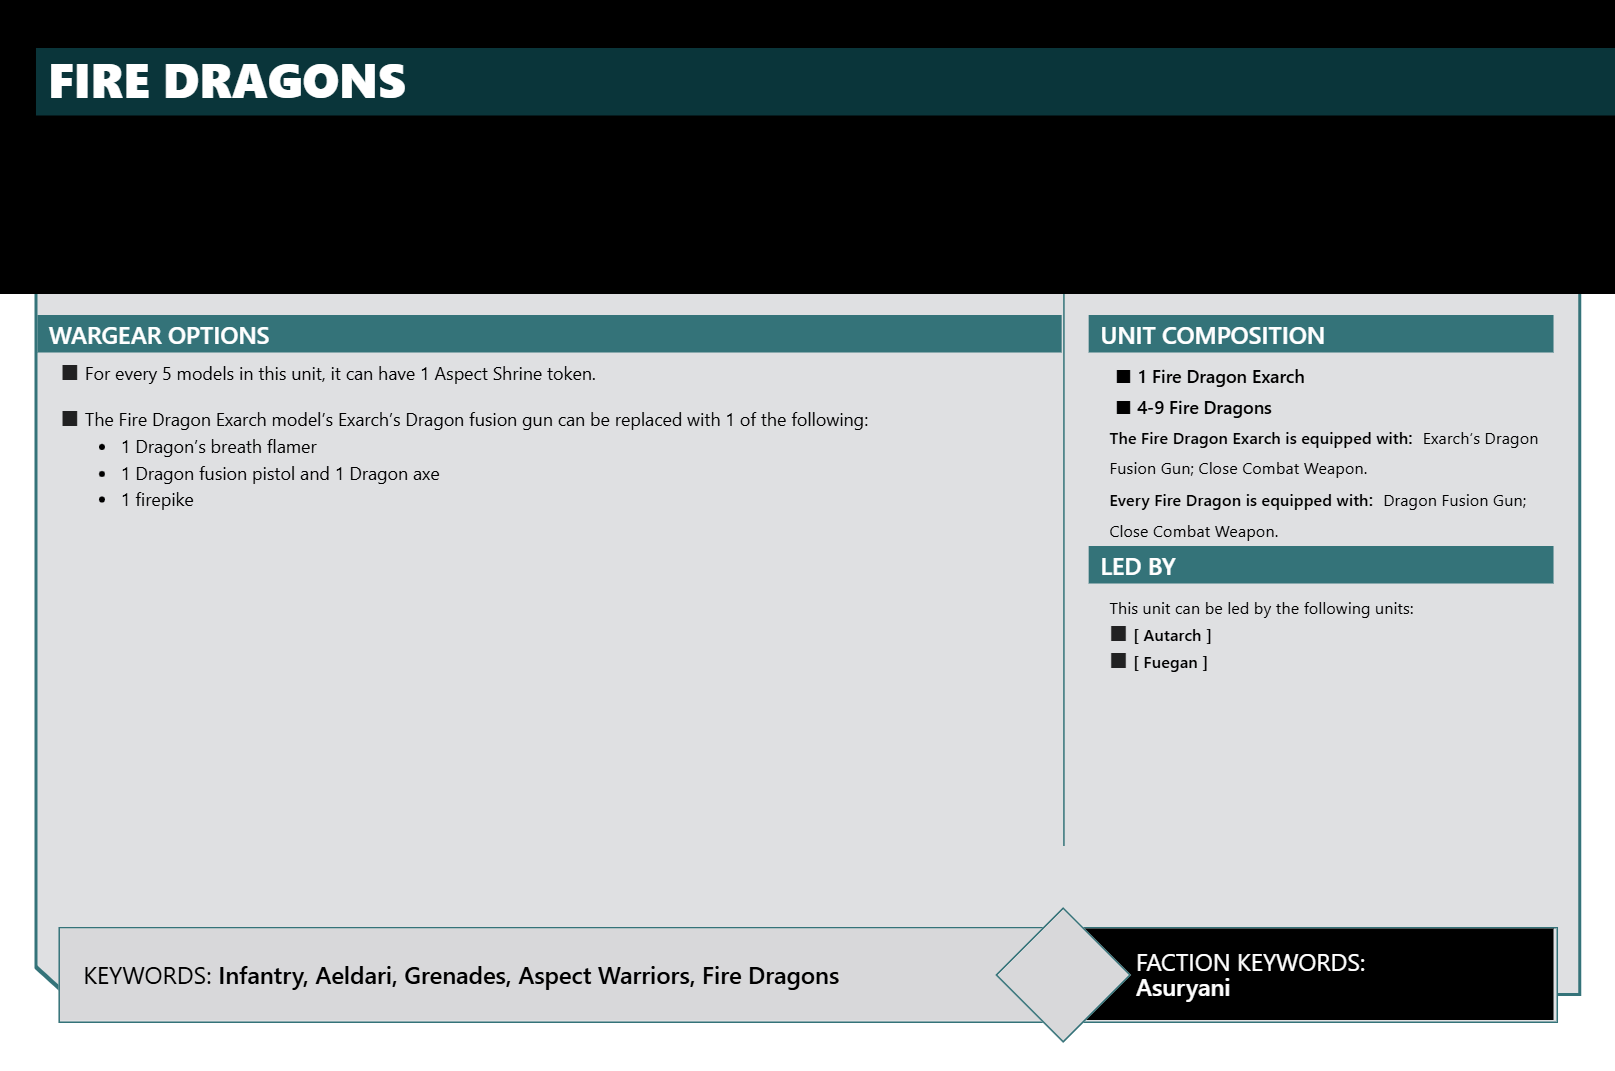 FIRE DRAGONS
WARGEAR OPTIONS
■ For every 5 models in this unit, it can have 1 Aspect Shrine token.
■ The Fire Dragon Exarch model’s Exarch’s Dragon fusion gun can be replaced with 1 of the following:
• 1 Dragon’s breath flamer
• 1 Dragon fusion pistol and 1 Dragon axe
• 1 firepike
UNIT COMPOSITION
■ 1 Fire Dragon Exarch
■ 4-9 Fire Dragons
The Fire Dragon Exarch is equipped with: Exarch’s Dragon
Fusion Gun; Close Combat Weapon.
Every Fire Dragon is equipped with: Dragon Fusion Gun;
Close Combat Weapon.
LED BY
This unit can be led by the following units:
■ [ Autarch ]
■ [ Fuegan ]
KEYWORDS: Infantry, Aeldari, Grenades, Aspect Warriors, Fire Dragons
FACTION KEYWORDS:
Asuryani